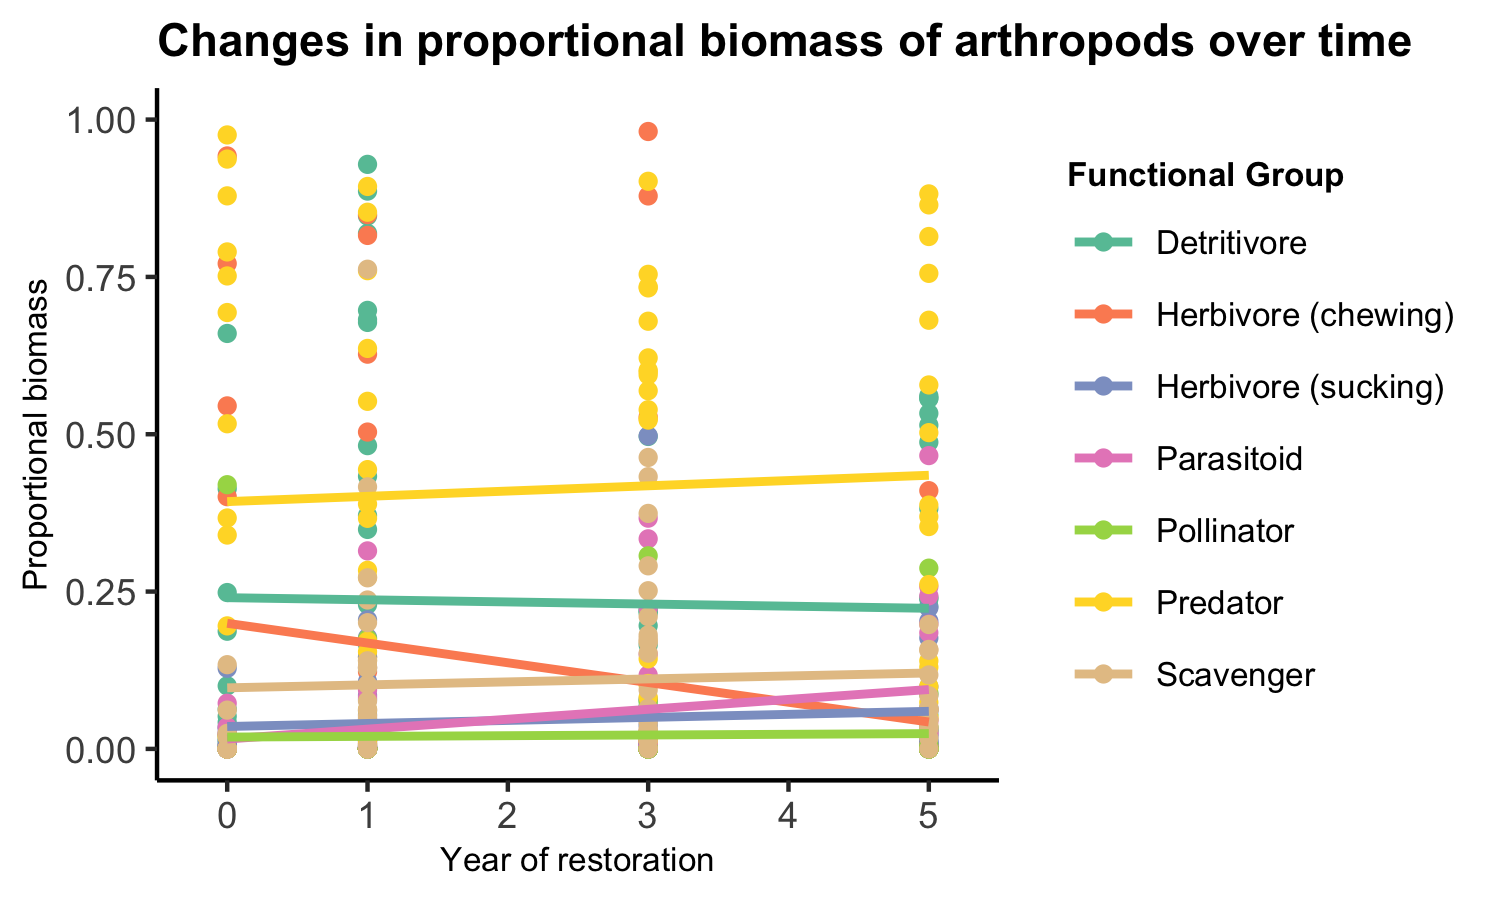 Changes in proportional biomass of arthropods over time
1.00
0.75
0.50
0.25
0.00
Proportional biomass
0 1 2 3 4 5
Year of restoration
Functional Group
Detritivore
Herbivore (chewing)
Herbivore (sucking)
Parasitoid
Pollinator
Predator
Scavenger